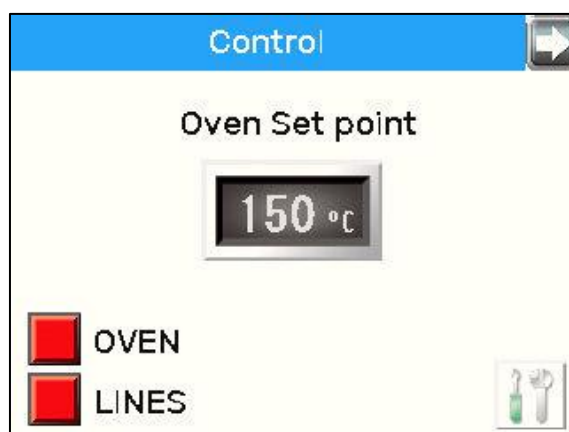 Control
Oven Set point
150 °C
OVEN
LINES